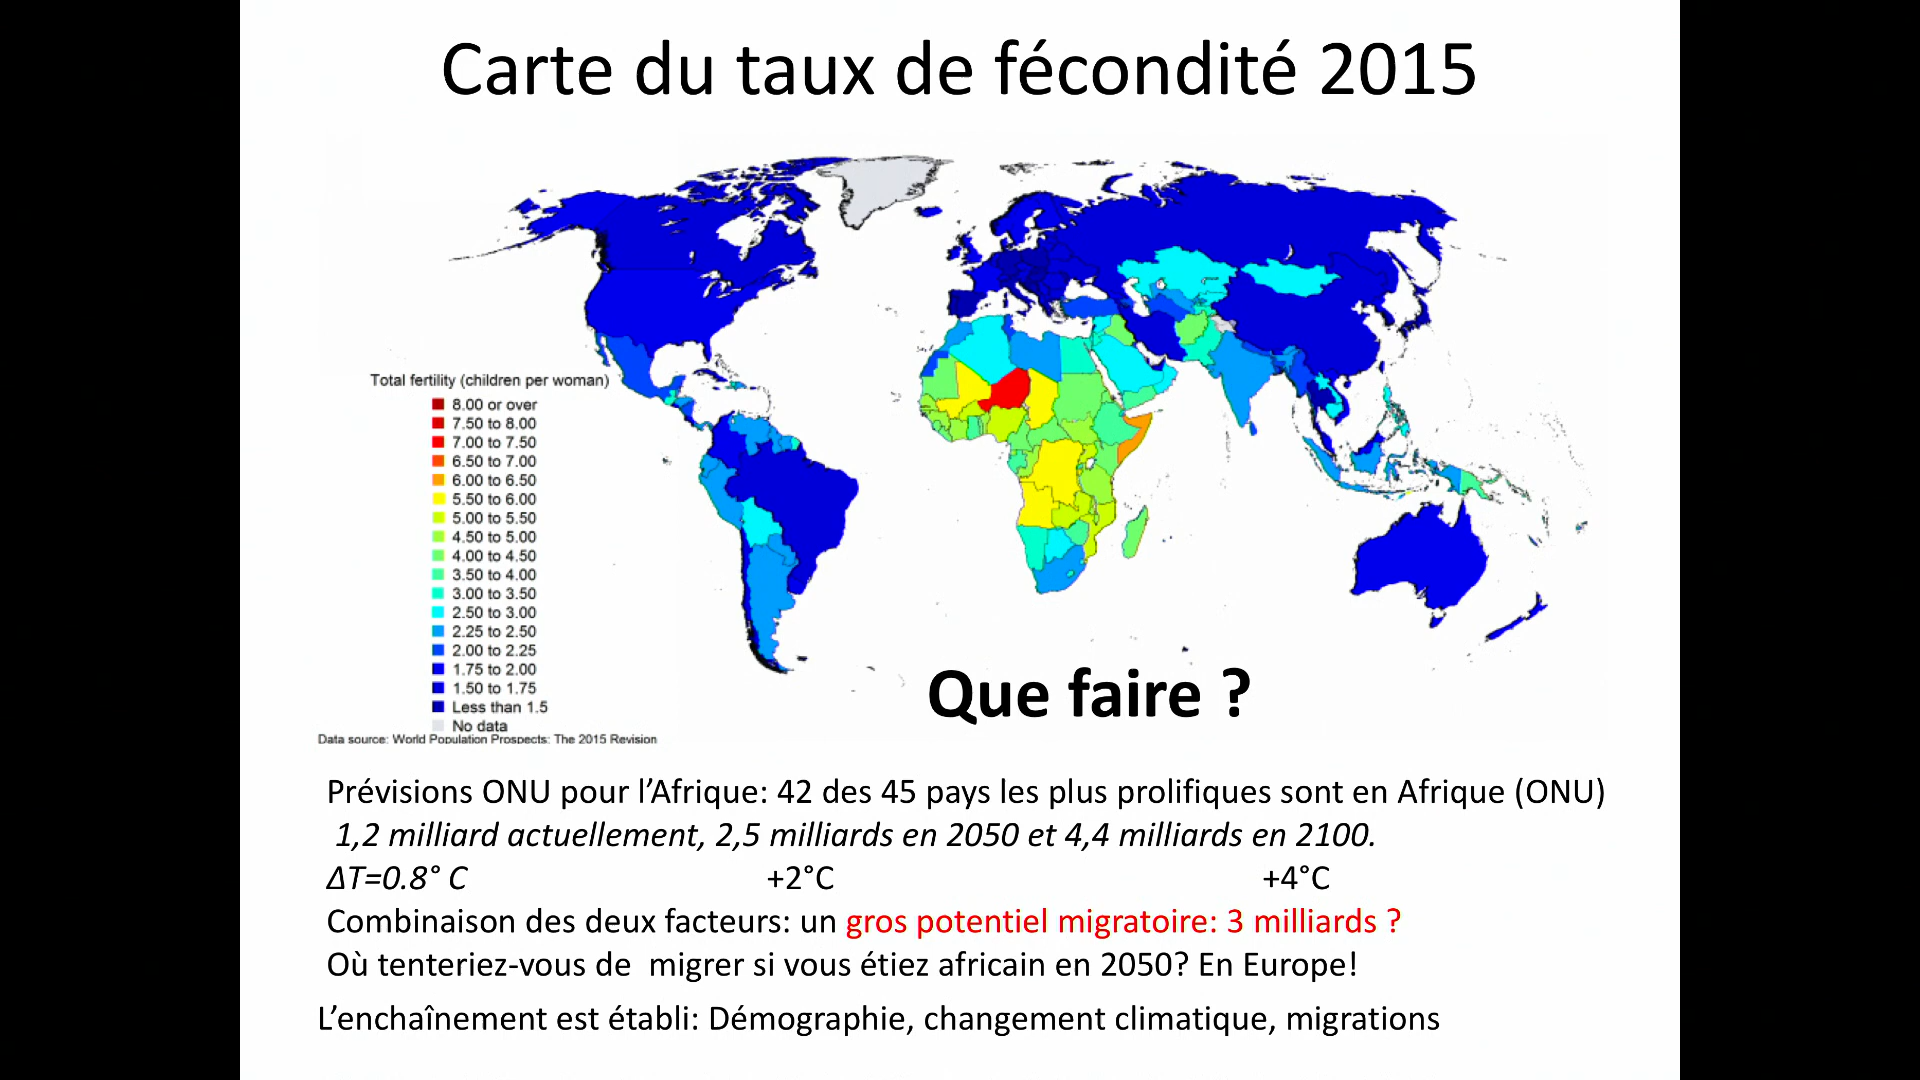 Carte du taux de fécondité 2015
Total fertility (children per woman)
8.00 or over
7.50 to 8.00
7.00 to 7.50
6.50 to 7.00
6.00 to 6.50
5.50 to 6.00
5.00 to 5.50
4.50 to 5.00
4.00 to 4.50
3.50 to 4.00
3.00 to 3.50
2.50 to 3.00
2.25 to 2.50
2.00 to 2.25
1.75 to 2.00
1.50 to 1.75
Less than 1.5
No data
Data source: World Population Prospects: The 2015 Revision
Que faire ?
Prévisions ONU pour l’Afrique: 42 des 45 pays les plus prolifiques sont en Afrique (ONU)
1,2 milliard actuellement, 2,5 milliards en 2050 et 4,4 milliards en 2100.
ΔT=0.8° C +2°C +4°C
Combinaison des deux facteurs: un gros potentiel migratoire: 3 milliards ?
Où tenteriez-vous de migrer si vous étiez africain en 2050? En Europe!
L’enchaînement est établi: Démographie, changement climatique, migrations